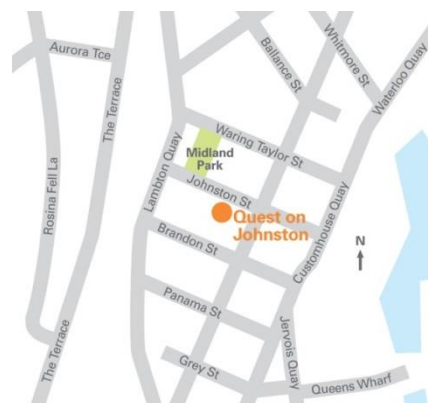 Aurora Tce
The Terrace
Rosina Fell La
The Terrace
Ballance St
Whitmore St
Waterloo Quay
Waring Taylor St
Midland
Park
Lambton Quay
Johnston St
Quest on
Johnston
Customhouse Quay
N
Brandon St
Panama St
Jervois Quay
Grey St
Queens Wharf